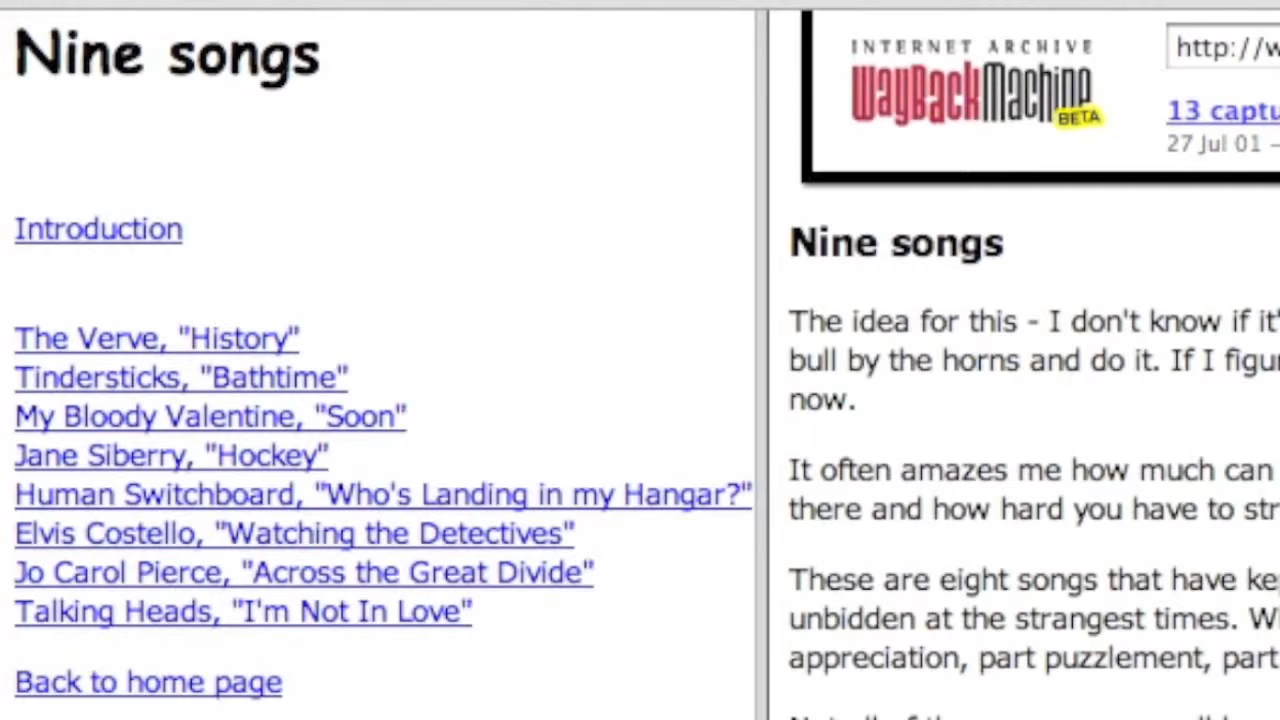 Nine songs
Introduction
The Verve, "History"
Tindersticks, "Bathtime"
My Bloody Valentine, "Soon"
Jane Siberry, "Hockey"
Human Switchboard, "Who's Landing in my Hangar?"
Elvis Costello, "Watching the Detectives"
Jo Carol Pierce, "Across the Great Divide"
Talking Heads, "I'm Not In Love"
Back to home page
INTERNET ARCHIVE
WayBackMachine
BETA
http://w
13 captu
27 Jul 01 –
Nine songs
The idea for this - I don't know if it'
bull by the horns and do it. If I figu
now.
It often amazes me how much can
there and how hard you have to str
These are eight songs that have ke
unbidden at the strangest times. W
appreciation, part puzzlement, part